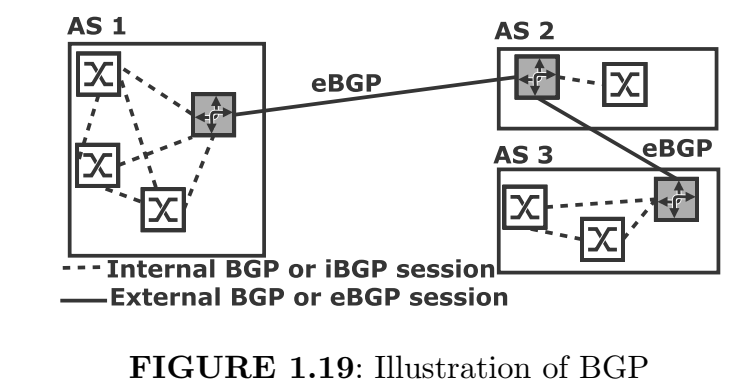 AS 1
AS 2
eBGP
AS 3
eBGP
Internal BGP or iBGP session
External BGP or eBGP session
FIGURE 1.19: Illustration of BGP